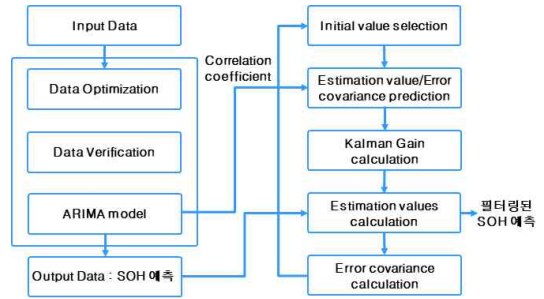 Input Data
Data Optimization
Data Verification
ARIMA model
Output Data : SOH 예측
Correlation
coefficient
Initial value selection
Estimation value/Error
covariance prediction
Kalman Gain
calculation
Estimation values
calculation
Error covariance
calculation
필터링된
SOH 예측